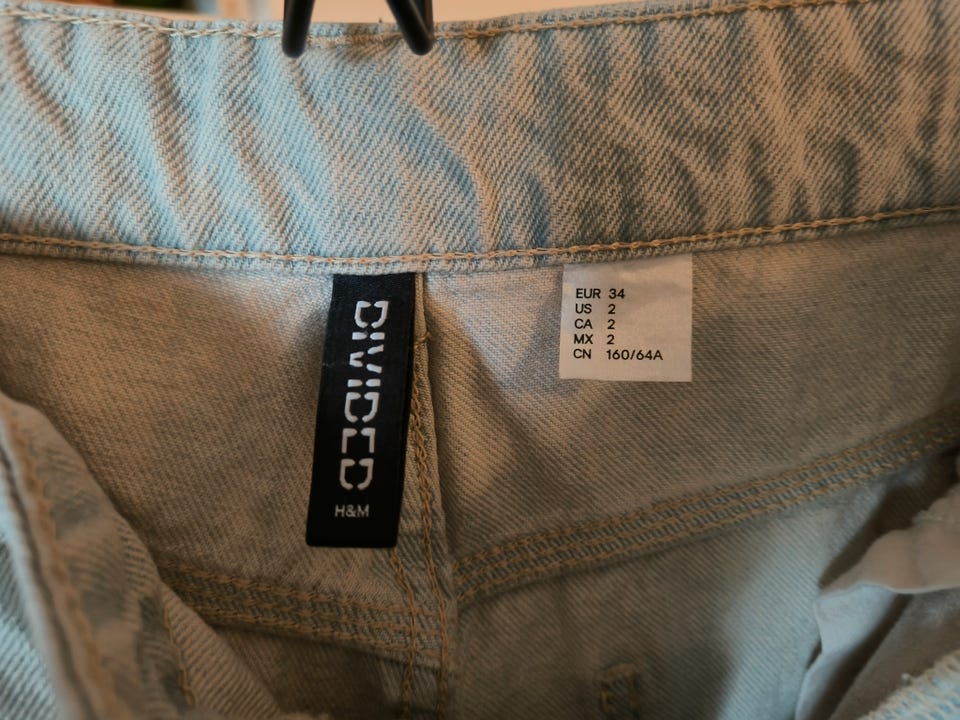 DIVIDED
H&M
EUR 34
US 2
CA 2
MX 2
CN 160/64A